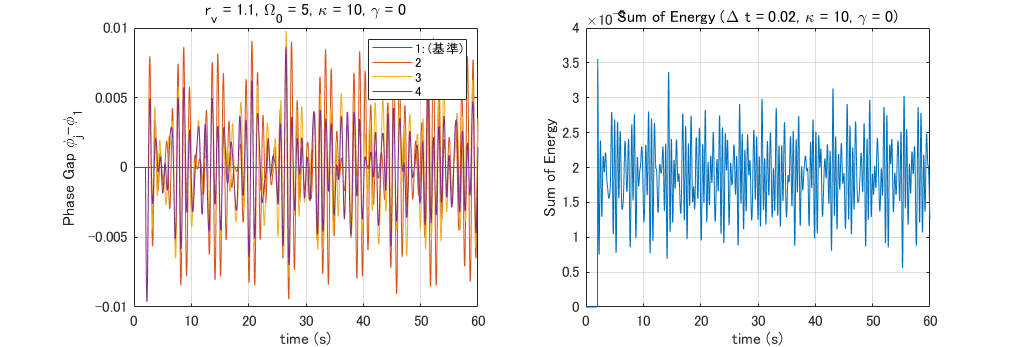 r_v = 1.1, Ω_0 = 5, κ = 10, γ = 0
0.01
0.005
0
−0.005
−0.01
Phase Gap ϕ_j−ϕ_1
0 10 20 30 40 50 60
time (s)
1:(基準)
2
3
4
Sum of Energy (Δ t = 0.02, κ = 10, γ = 0)
4
3.5
3
2.5
2
1.5
1
0.5
0
Sum of Energy
0 10 20 30 40 50 60
time (s)